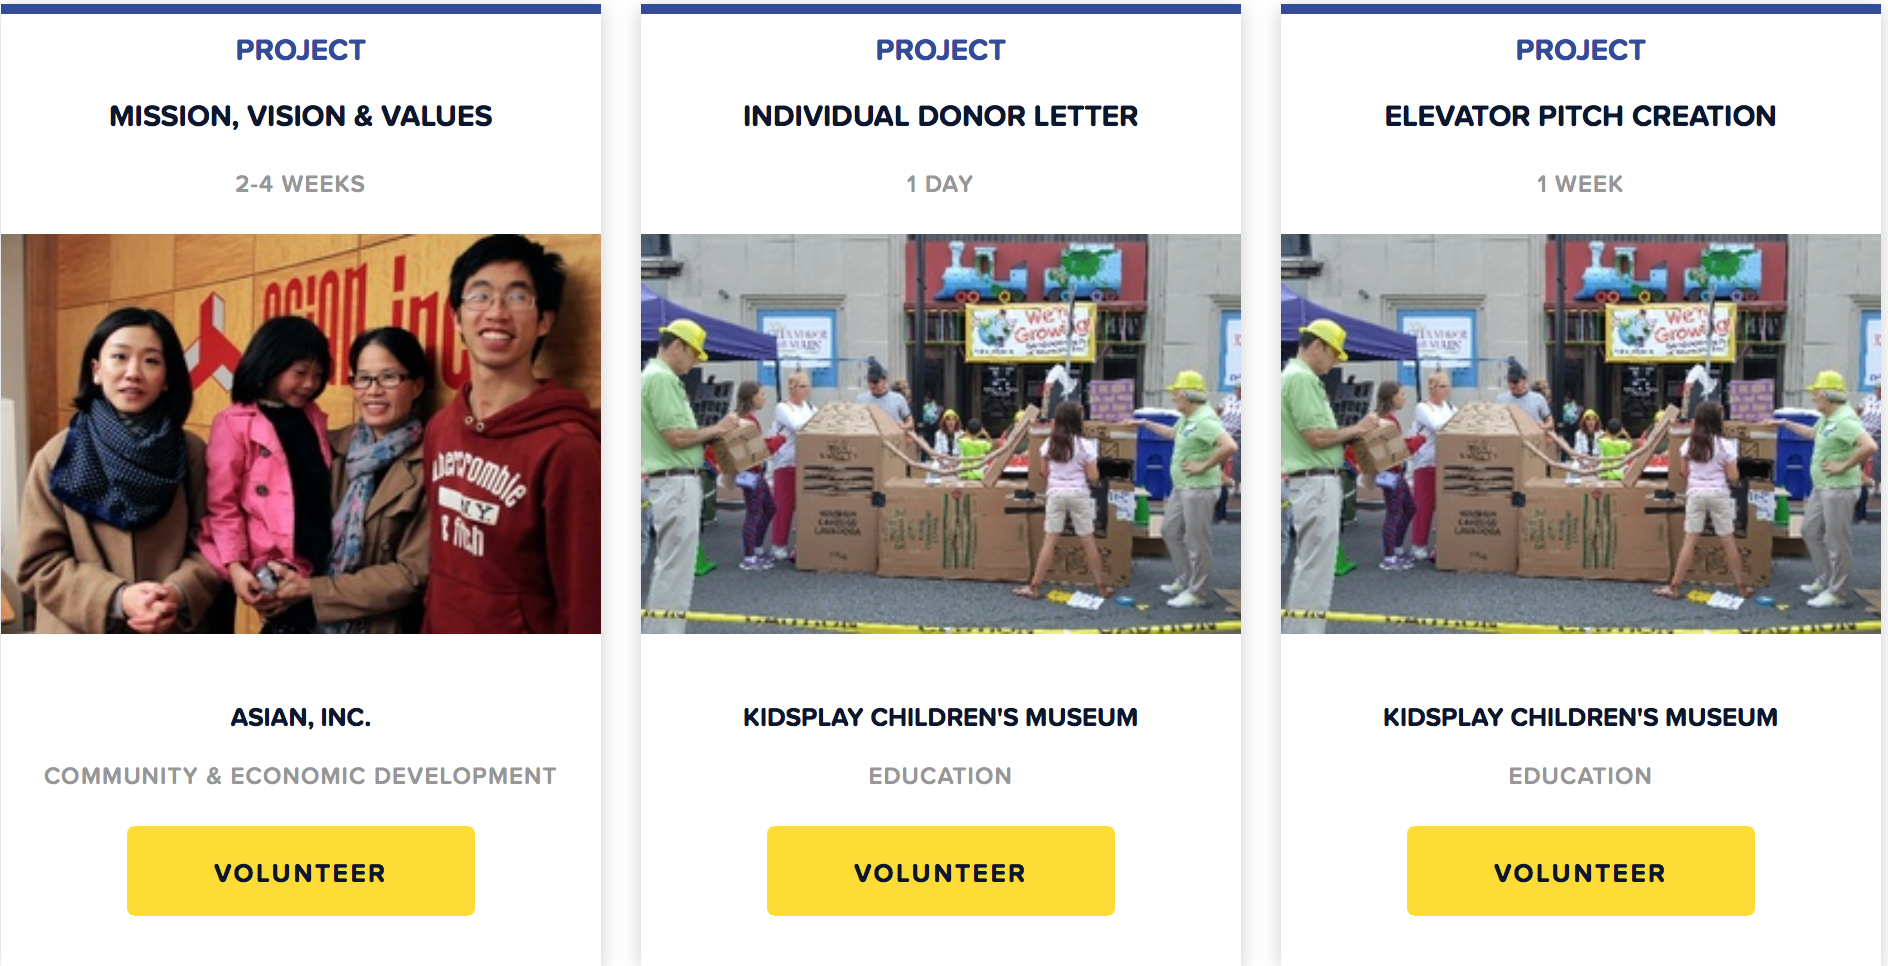 PROJECT
MISSION, VISION & VALUES
2-4 WEEKS
asian, inc
Abercrombie
N.Y.
& Fitch
ASIAN, INC.
COMMUNITY & ECONOMIC DEVELOPMENT
VOLUNTEER
PROJECT
INDIVIDUAL DONOR LETTER
1 DAY
We're
Growing!
CAUTION
KIDSPLAY CHILDREN'S MUSEUM
EDUCATION
VOLUNTEER
PROJECT
ELEVATOR PITCH CREATION
1 WEEK
We're
Growing!
CAUTION
KIDSPLAY CHILDREN'S MUSEUM
EDUCATION
VOLUNTEER